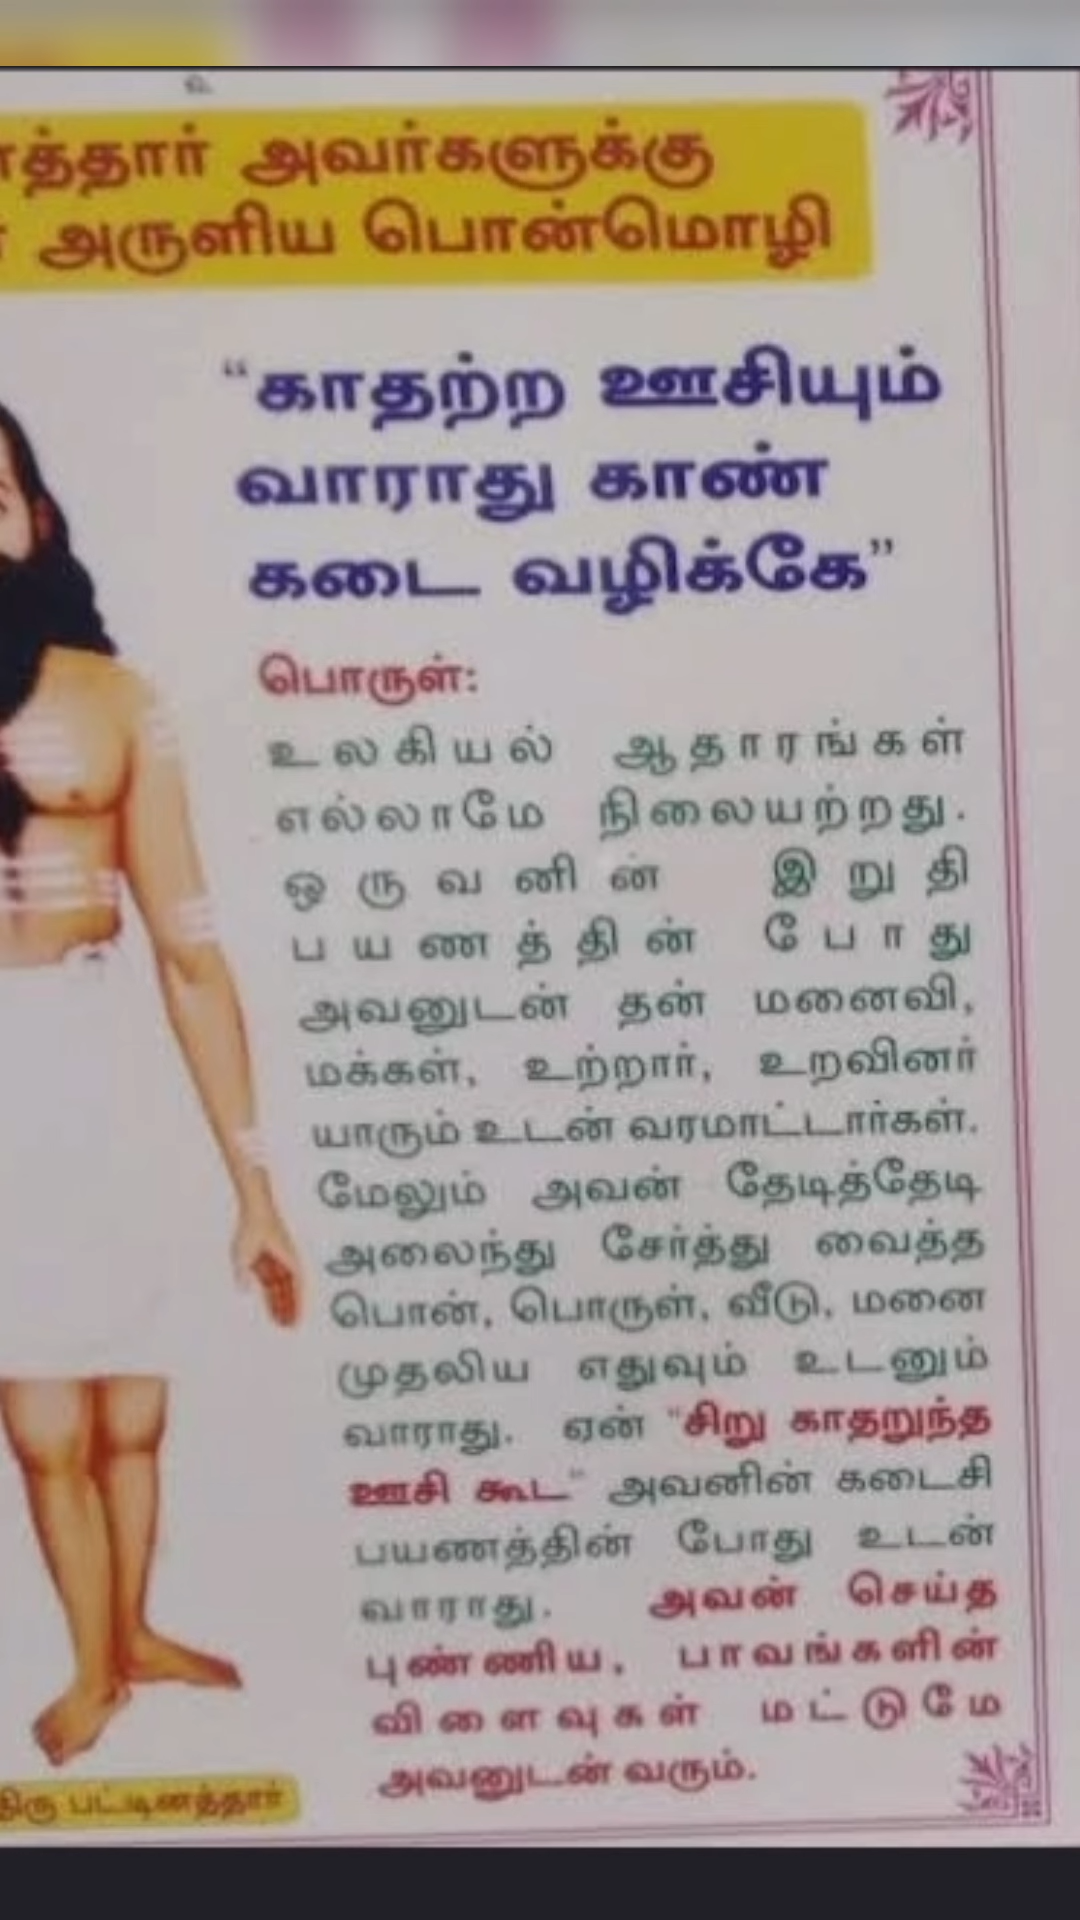 அவர்களுக்கு
அருளிய பொன்மொழி
“காதற்ற ஊசியும்
வாராது காண்
கடை வழிக்கே”
பொருள்:
உலகியல் ஆதாரங்கள்
எல்லாமே நிலையற்றது.
ஒருவனின் இறுதி
பயணத்தின் போது
அவனுடன் தன் மனைவி,
மக்கள், உற்றார், உறவினர்
யாரும் உடன் வரமாட்டார்கள்.
மேலும் அவன் தேடித்தேடி
அலைந்து சேர்த்து வைத்த
பொன், பொருள், வீடு, மனை
முதலிய எதுவும் உடனும்
வாராது. ஏன் “சிறு காதறுந்த
ஊசி கூட” அவனின் கடைசி
பயணத்தின் போது உடன்
வாராது. அவன் செய்த
புண்ணிய, பாவங்களின்
விளைவுகள் மட்டுமே
அவனுடன் வரும்.
திரு பட்டினத்தார்